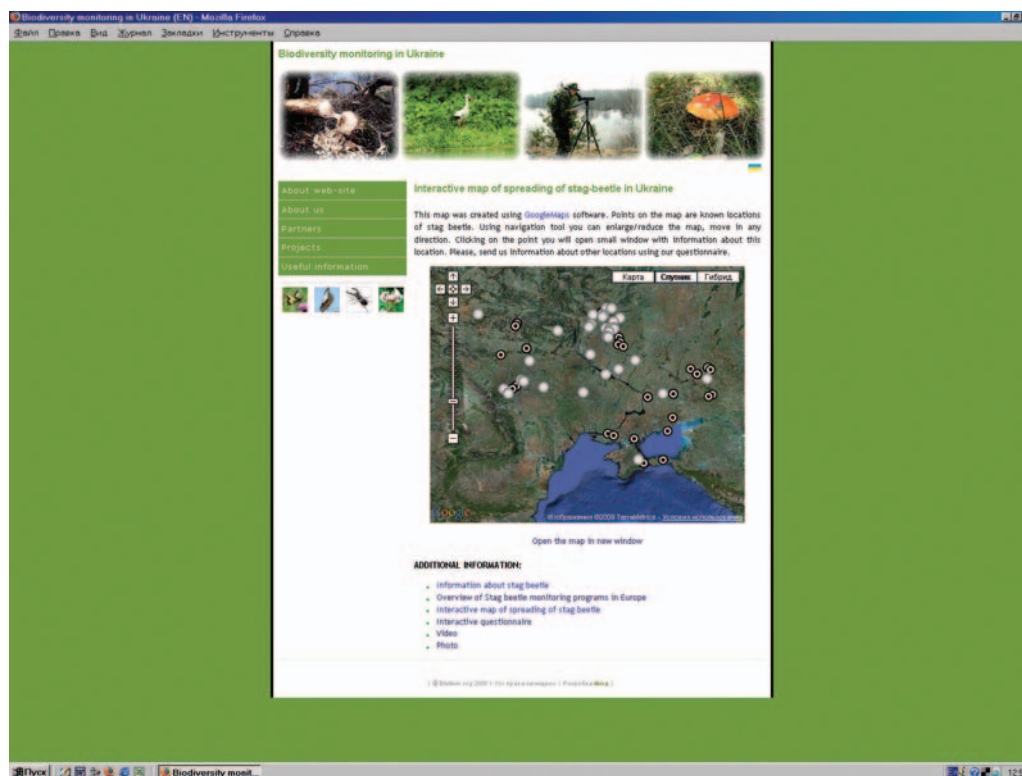 Biodiversity monitoring in Ukraine (EN) - Mozilla Firefox
Файл Правка Вид Журнал Закладки Инструменты Справка
Biodiversity monitoring in Ukraine
About web-site
About us
Partners
Projects
Useful information
Interactive map of spreading of stag-beetle in Ukraine
This map was created using GoogleMaps software. Points on the map are known locations
of stag beetle. Using navigation tool you can enlarge/reduce the map, move in any
direction. Clicking on the point you will open small window with information about this
location. Please, send us information about other locations using our questionnaire.
Карта Спутник Гибрид
TerraMetrics - Условия использования
Open the map in new window
ADDITIONAL INFORMATION:
Information about stag beetle
Overview of Stag beetle monitoring programs in Europe
Interactive map of spreading of stag beetle
Interactive questionnaire
Video
Photo
Пуск
Biodiversity monit...